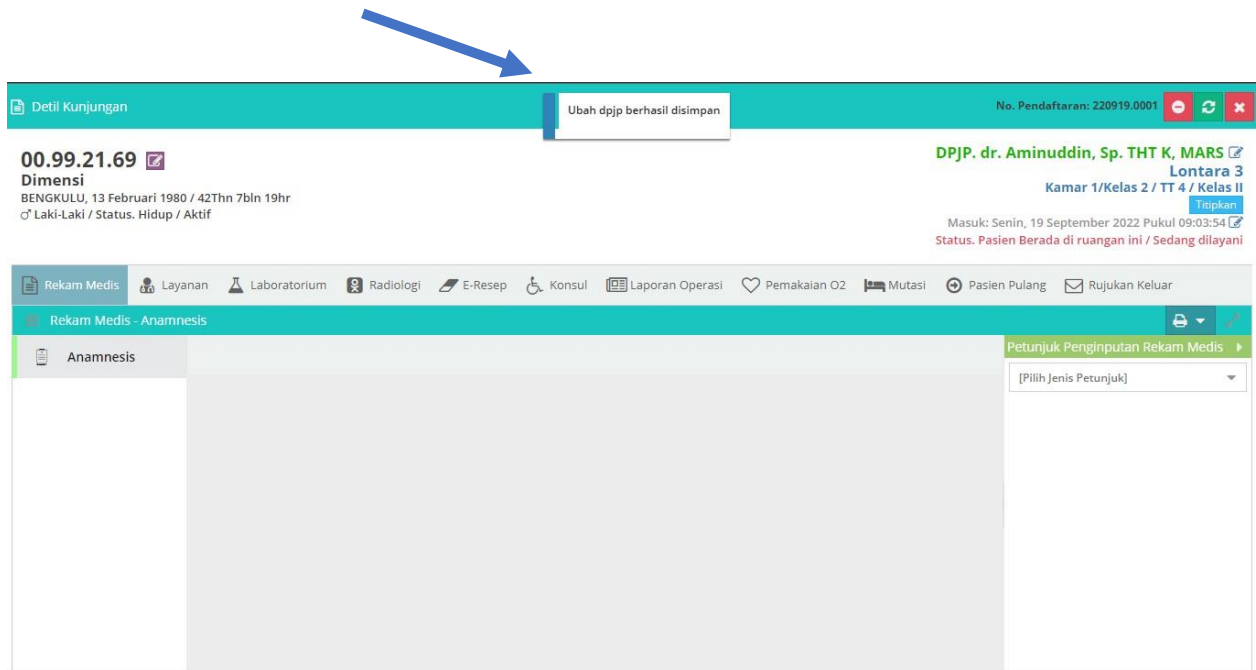 Detil Kunjungan
Ubah dpjp berhasil disimpan
No. Pendaftaran: 220919.0001
00.99.21.69
Dimensi
BENGKULU, 13 Februari 1980 / 42Thn 7bln 19hr
Laki-Laki / Status. Hidup / Aktif
DPJP. dr. Aminuddin, Sp. THT K, MARS
Lontara 3
Kamar 1/Kelas 2 / TT 4 / Kelas II
Titipkan
Masuk: Senin, 19 September 2022 Pukul 09:03:54
Status. Pasien Berada di ruangan ini / Sedang dilayani
Rekam Medis Layanan Laboratorium Radiologi E-Resep Konsul Laporan Operasi Pemakaian O2 Mutasi Pasien Pulang Rujukan Keluar
Rekam Medis - Anamnesis
Anamnesis
Petunjuk Penginputan Rekam Medis
[Pilih Jenis Petunjuk]